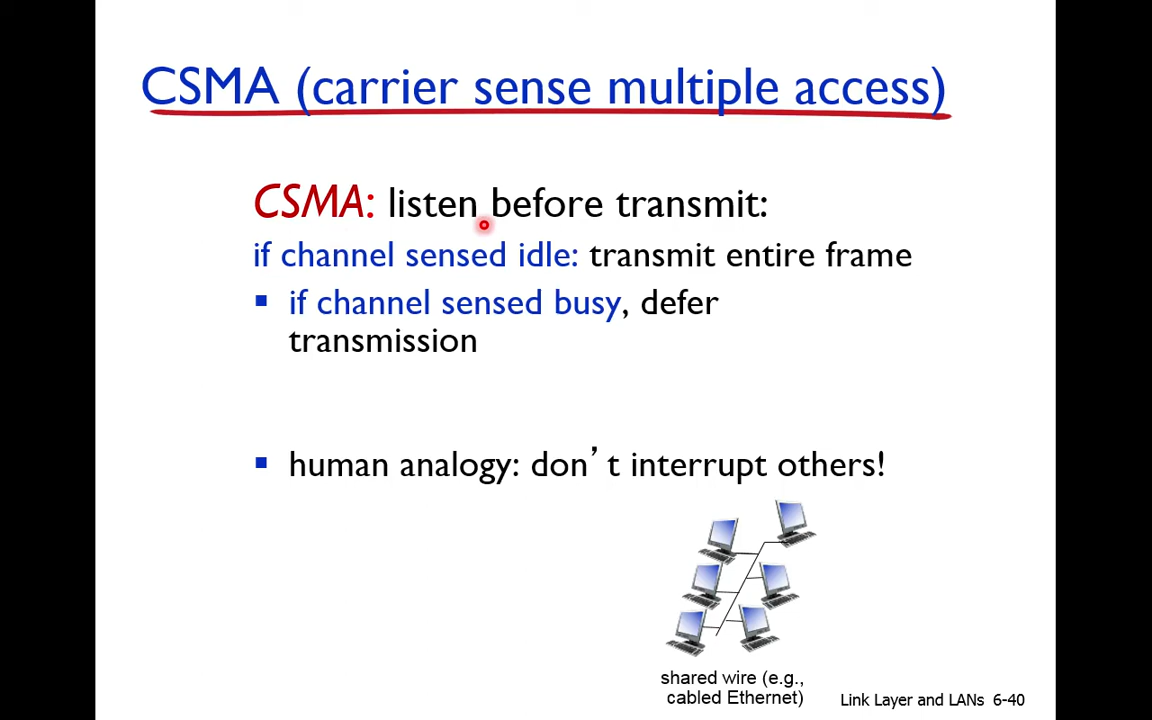 CSMA (carrier sense multiple access)
CSMA: listen before transmit:
if channel sensed idle: transmit entire frame
▪ if channel sensed busy, defer
transmission
▪ human analogy: don’t interrupt others!
shared wire (e.g.,
cabled Ethernet)
Link Layer and LANs 6-40